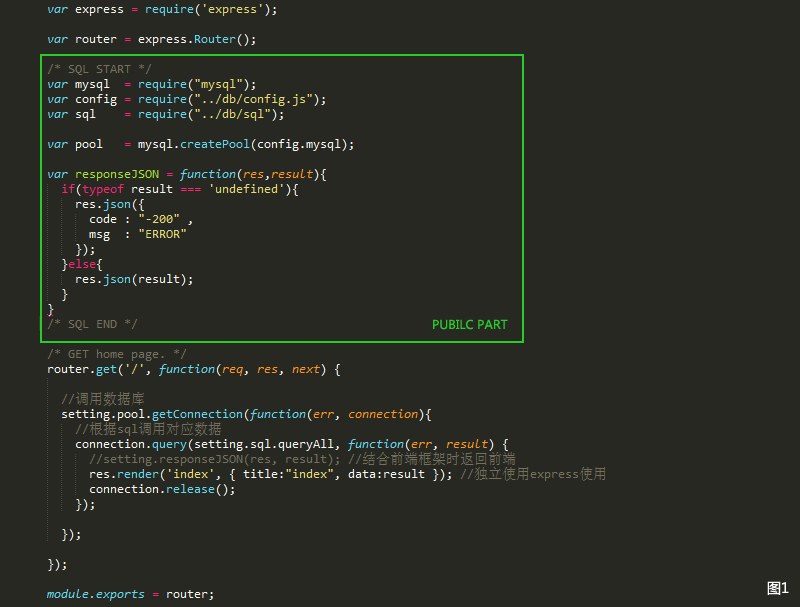 var express = require('express');
var router = express.Router();
/* SQL START */
var mysql  = require("mysql");
var config = require("../db/config.js");
var sql    = require("../db/sql");
var pool   = mysql.createPool(config.mysql);
var responseJSON = function(res,result){
if(typeof result === 'undefined'){
res.json({
code : "-200" ,
msg  : "ERROR"
});
}else{
res.json(result);
}
}
/* SQL END */
PUBILC PART
/* GET home page. */
router.get('/', function(req, res, next) {
//调用数据库
setting.pool.getConnection(function(err, connection){
//根据sql调用对应数据
connection.query(setting.sql.queryAll, function(err, result) {
//setting.responseJSON(res, result); //结合前端框架时返回前端
res.render('index', { title:"index", data:result }); //独立使用express使用
connection.release();
});
});
});
module.exports = router;
图1